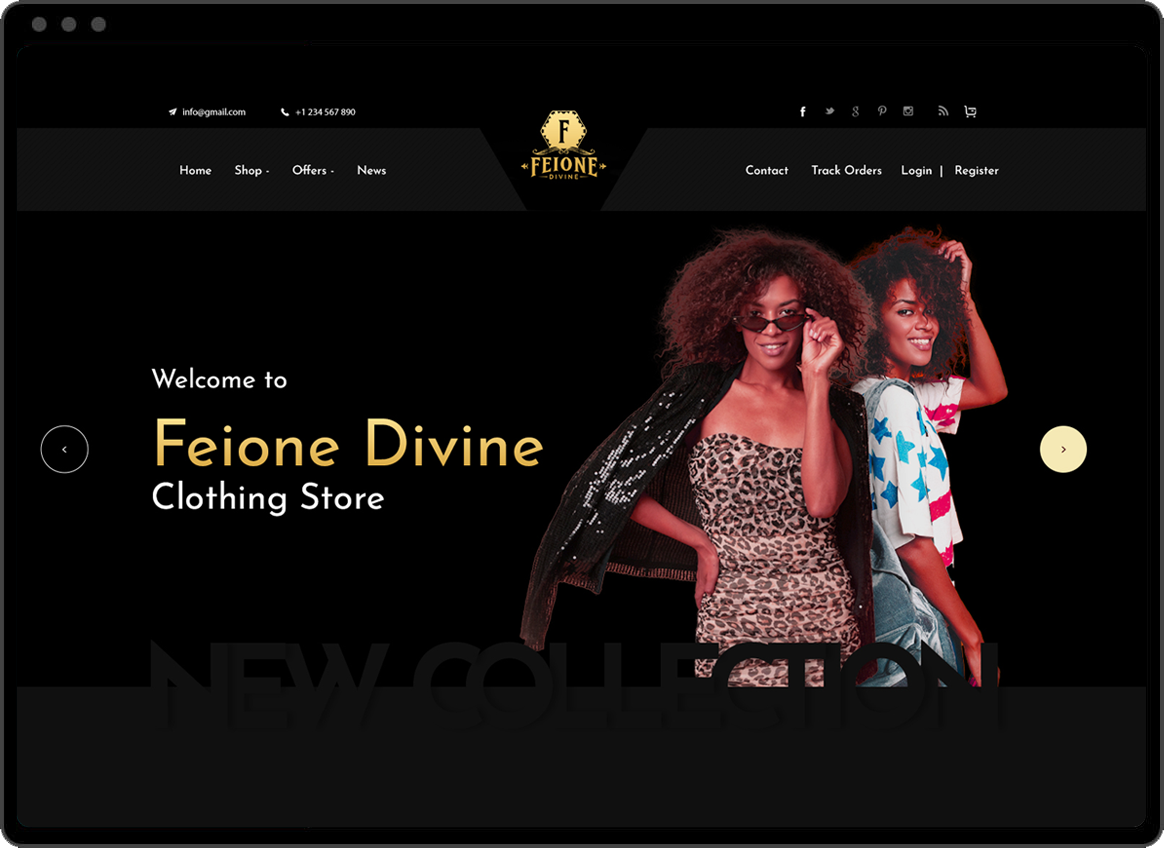 info@gmail.com +1 234 567 890
F
FEIONE
DIVINE
Home Shop - Offers - News
Contact Track Orders Login | Register
Welcome to
Feione Divine
Clothing Store
NEW COLLECTION